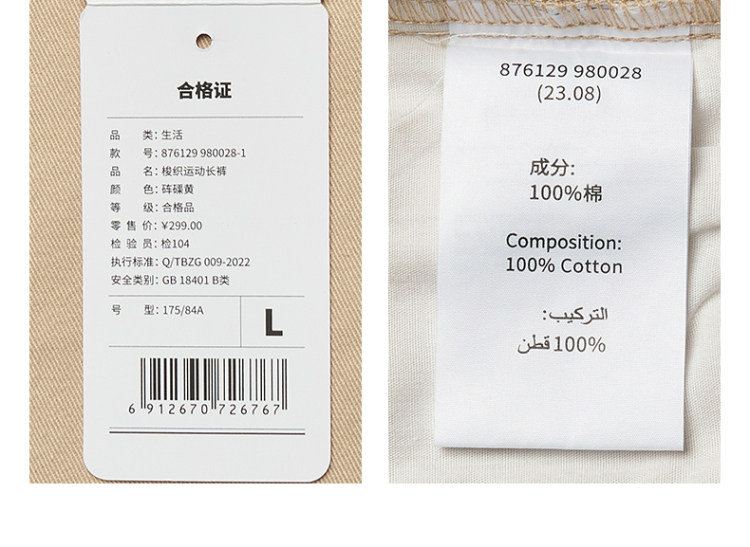 合格证
品 类：生活
款 号：876129 980028-1
品 名：梭织运动长裤
颜 色：砖磲黄
等 级：合格品
零 售 价：¥299.00
检 验 员：检104
执行标准：Q/TBZG 009-2022
安全类别：GB 18401 B类
号 型：175/84A
L
6 912670 726767
876129 980028
(23.08)
成分:
100%棉
Composition:
100% Cotton
التركيب:
100% قطن